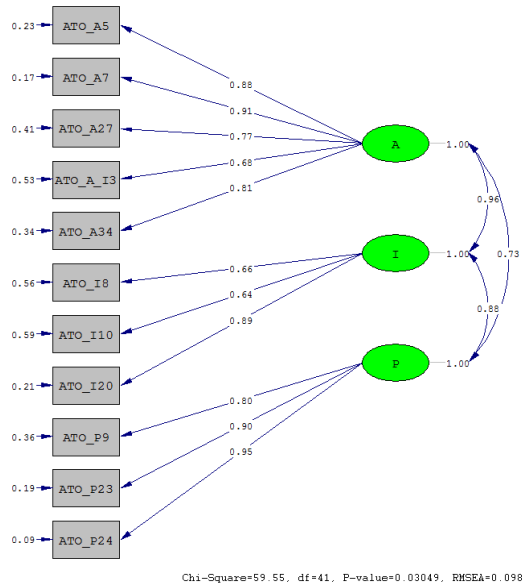 0.23 ATO_A5
0.88
0.17 ATO_A7
0.91
0.41 ATO_A27
0.77
A 1.00
0.53 ATO_A_I3
0.68
0.96
0.34 ATO_A34
0.81
I 1.00
0.73
0.56 ATO_I8
0.66
0.64
0.88
0.59 ATO_I10
0.89
P 1.00
0.21 ATO_I20
0.80
0.36 ATO_P9
0.90
0.95
0.19 ATO_P23
0.09 ATO_P24
Chi-Square=59.55, df=41, P-value=0.03049, RMSEA=0.098